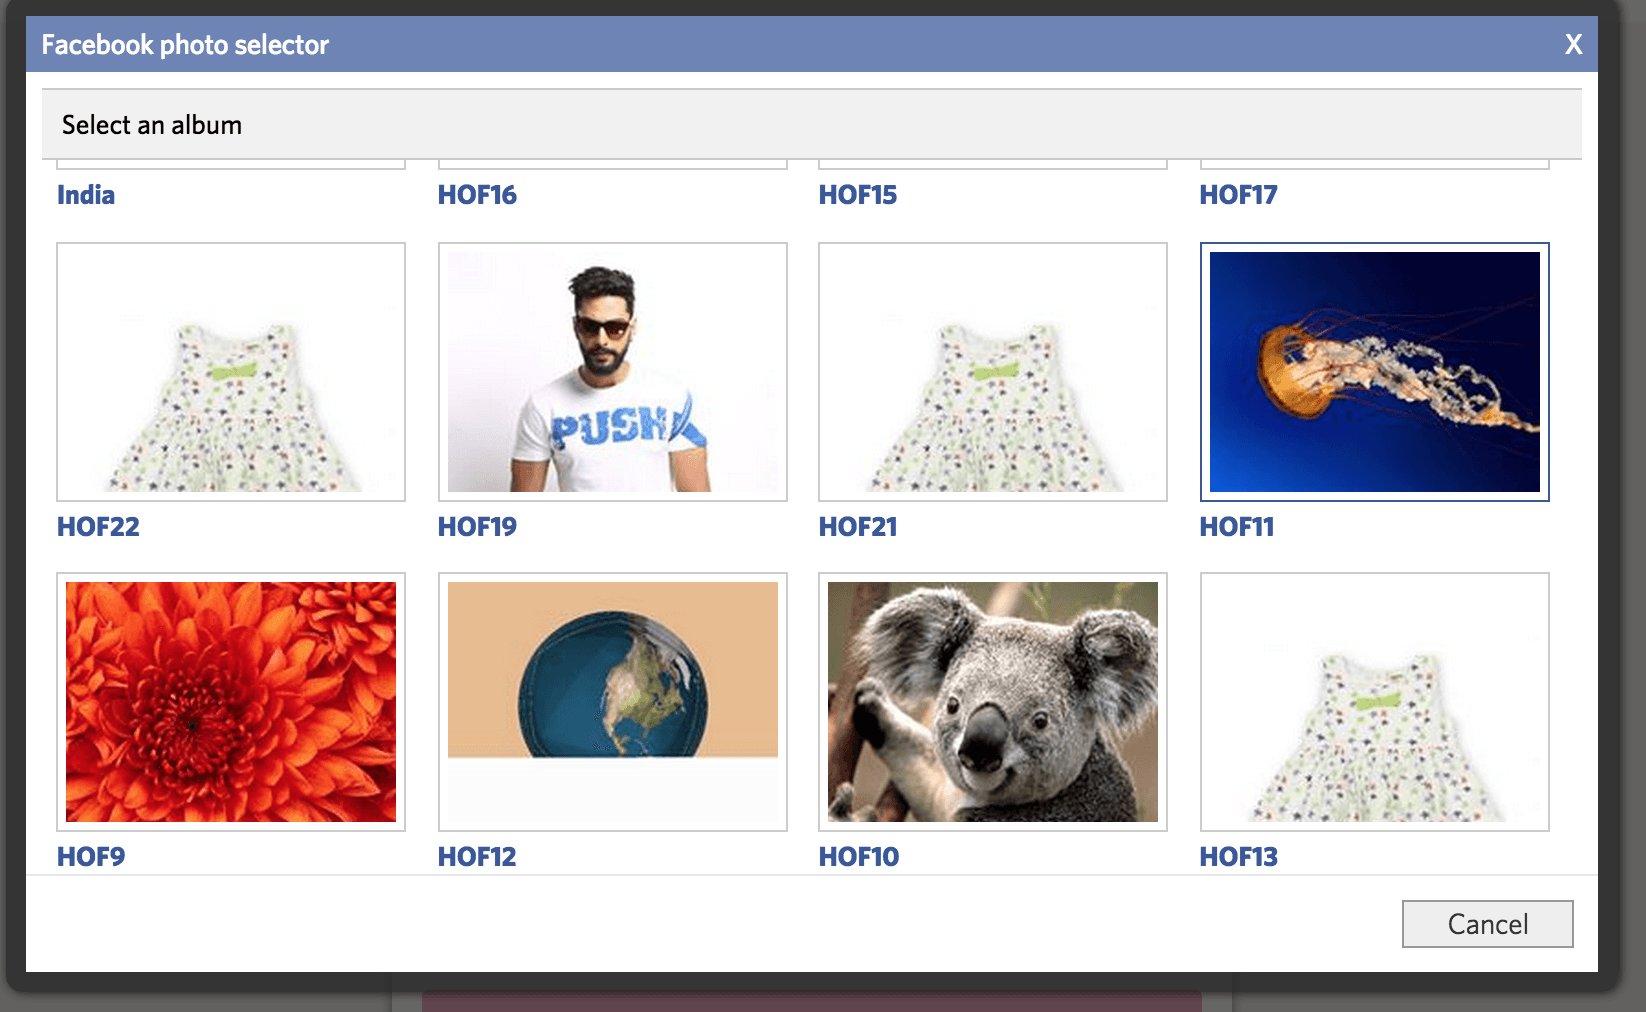 Facebook photo selector X
Select an album
India HOF16 HOF15 HOF17
PUSH
HOF22 HOF19 HOF21 HOF11
HOF9 HOF12 HOF10 HOF13
Cancel